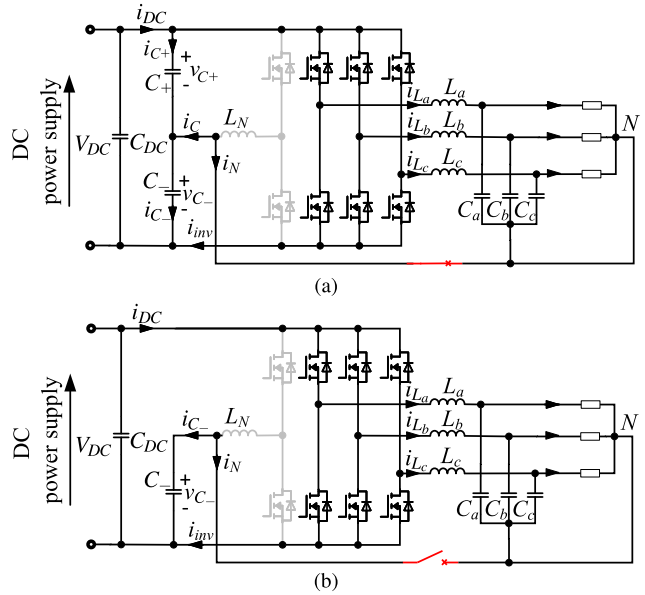 i_DC
i_C+
+
v_C+
-
C_+
L_N
i_C
i_N
DC power supply
V_DC
C_DC
C_-
+
v_C-
-
i_C-
i_inv
i_La
L_a
i_Lb
L_b
i_Lc
L_c
N
C_a
C_b
C_c
(a)
i_DC
L_N
i_C-
i_N
DC power supply
V_DC
C_DC
C_-
+
v_C-
-
i_inv
i_La
L_a
i_Lb
L_b
i_Lc
L_c
N
C_a
C_b
C_c
(b)